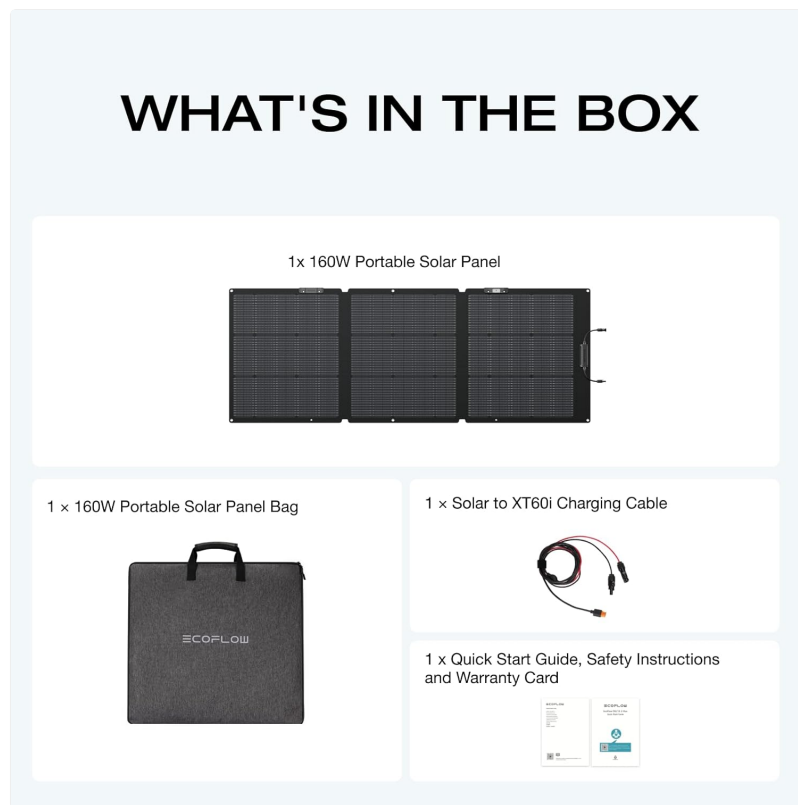 WHAT'S IN THE BOX
1x 160W Portable Solar Panel
1 × 160W Portable Solar Panel Bag
ECOFLOW
1 × Solar to XT60i Charging Cable
1 x Quick Start Guide, Safety Instructions
and Warranty Card
ECOFLOW
ECOFLOW